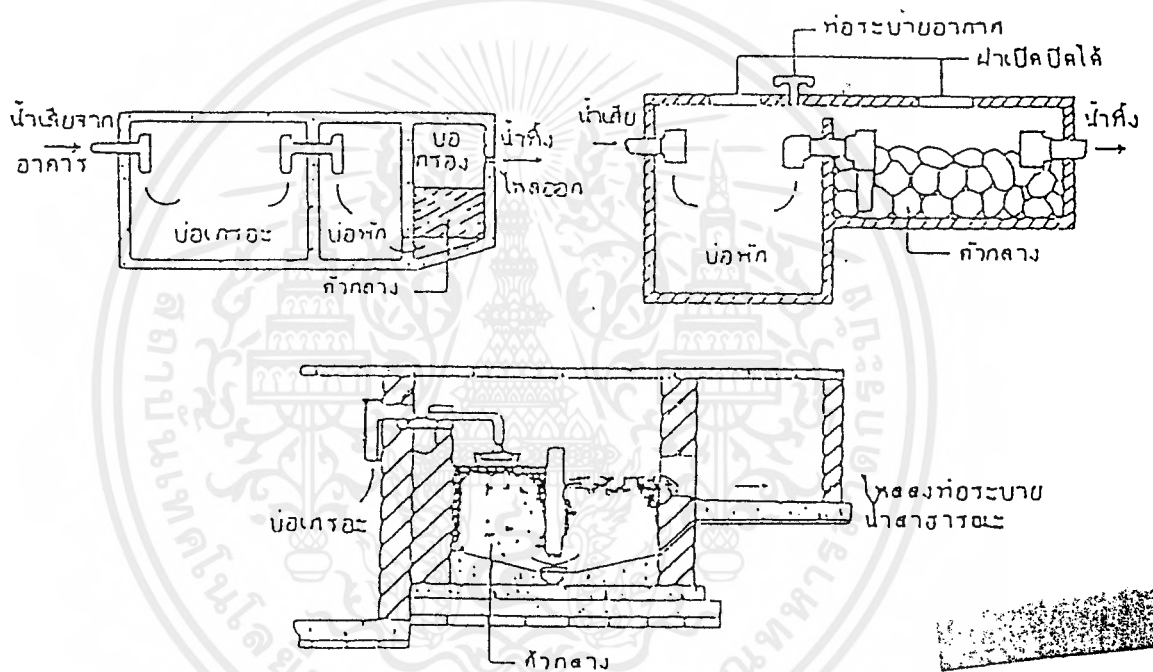 น้ำเสียจาก
อาคาร
บ่อเกรอะ
บ่อพัก
บ่อ
กรอง
น้ำทิ้ง
ไหลออก
ตัวกลาง
ท่อระบายอากาศ
ฝาเปิดปิดได้
น้ำเสีย
น้ำทิ้ง
บ่อพัก
ตัวกลาง
บ่อเกรอะ
ตัวกลาง
ไหลลงท่อระบาย
น้ำสาธารณะ